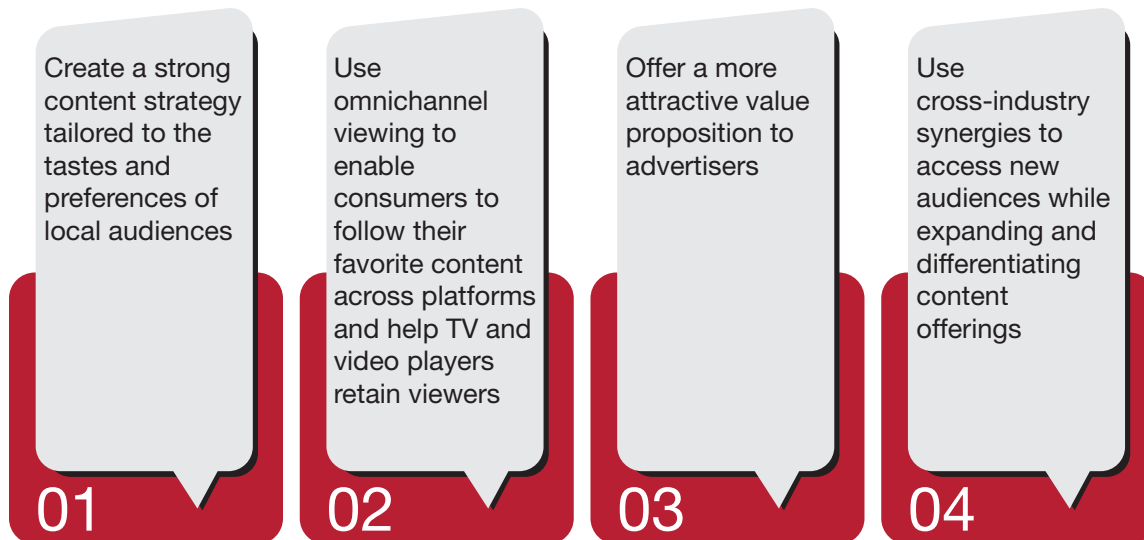 Create a strong
content strategy
tailored to the
tastes and
preferences of
local audiences
01
Use
omnichannel
viewing to
enable
consumers to
follow their
favorite content
across platforms
and help TV and
video players
retain viewers
02
Offer a more
attractive value
proposition to
advertisers
03
Use
cross-industry
synergies to
access new
audiences while
expanding and
differentiating
content
offerings
04